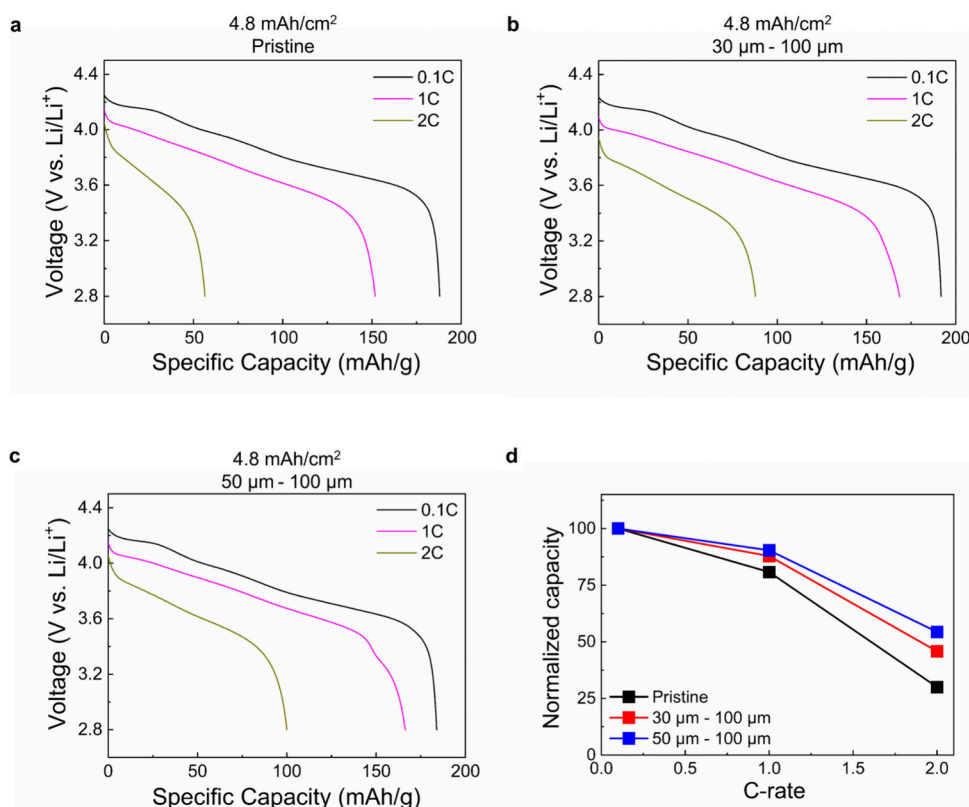 a
4.8 mAh/cm²
Pristine
Voltage (V vs. Li/Li⁺)
4.4
4.0
3.6
3.2
2.8
0.1C
1C
2C
0 50 100 150 200
Specific Capacity (mAh/g)
b
4.8 mAh/cm²
30 µm - 100 µm
Voltage (V vs. Li/Li⁺)
4.4
4.0
3.6
3.2
2.8
0.1C
1C
2C
0 50 100 150 200
Specific Capacity (mAh/g)
c
4.8 mAh/cm²
50 µm - 100 µm
Voltage (V vs. Li/Li⁺)
4.4
4.0
3.6
3.2
2.8
0.1C
1C
2C
0 50 100 150 200
Specific Capacity (mAh/g)
d
Normalized capacity
100
75
50
25
0
Pristine
30 µm - 100 µm
50 µm - 100 µm
0.0 0.5 1.0 1.5 2.0
C-rate